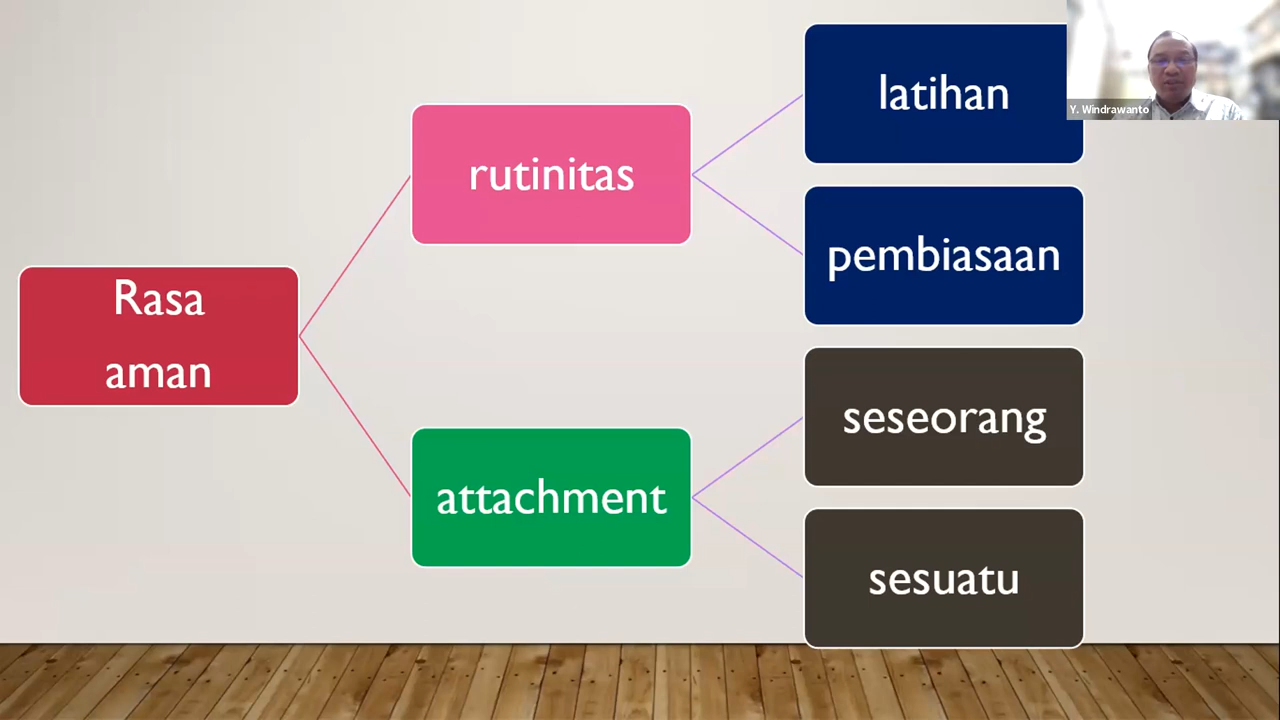 Rasa
aman
rutinitas
attachment
latihan
pembiasaan
seseorang
sesuatu
Y. Windrawanto